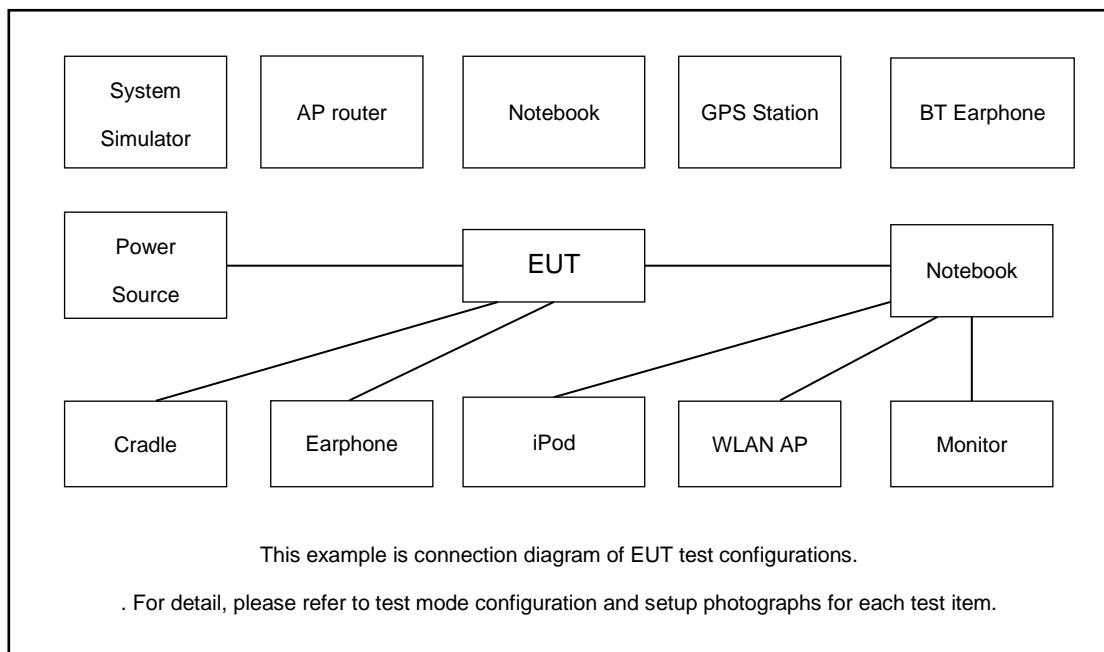 System
Simulator
AP router
Notebook
GPS Station
BT Earphone
Power
Source
EUT
Notebook
Cradle
Earphone
iPod
WLAN AP
Monitor
This example is connection diagram of EUT test configurations.
. For detail, please refer to test mode configuration and setup photographs for each test item.